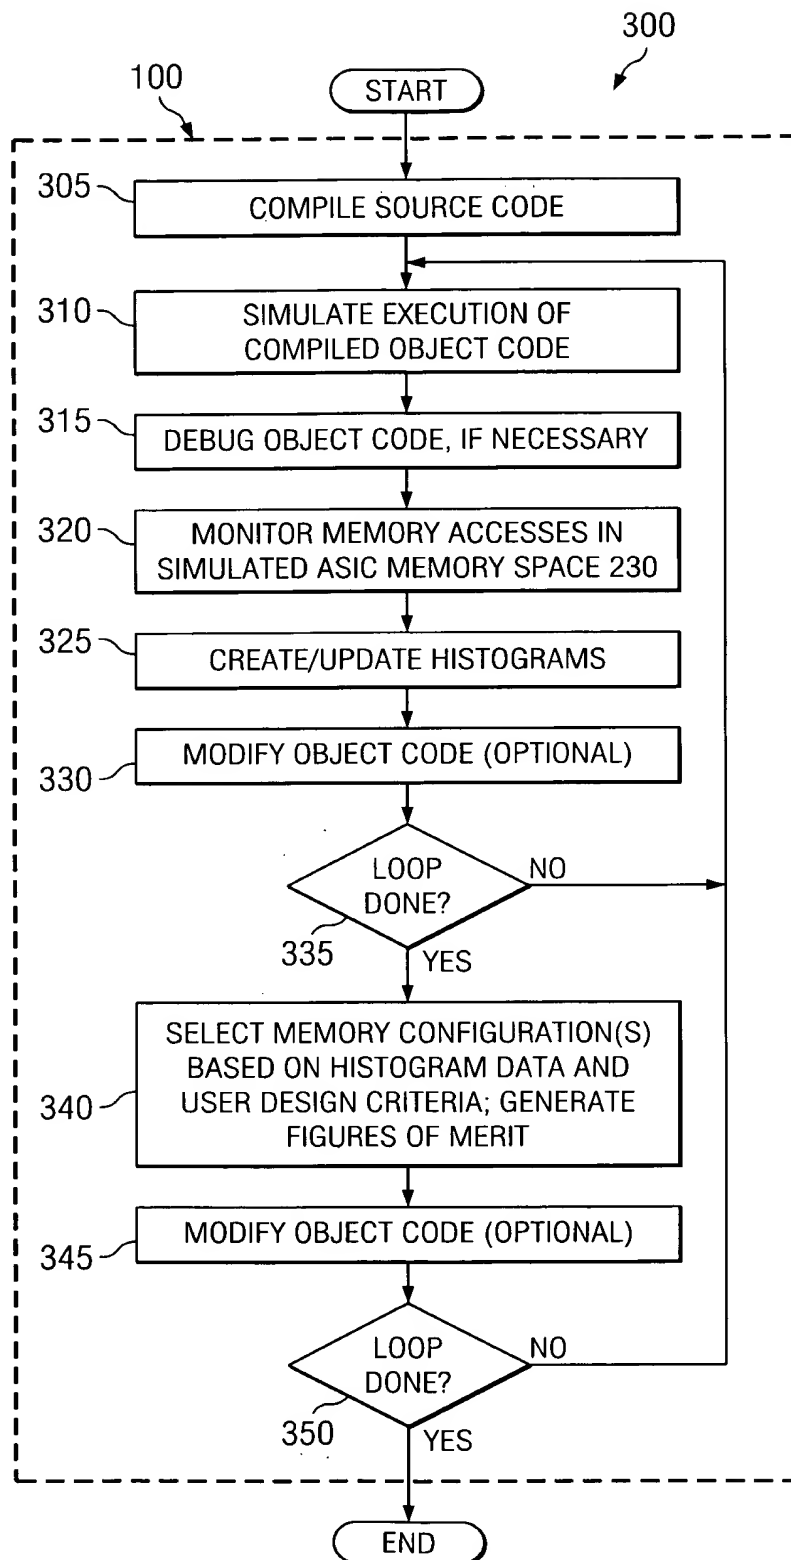 300
START
100
305
COMPILE SOURCE CODE
310
SIMULATE EXECUTION OF
COMPILED OBJECT CODE
315
DEBUG OBJECT CODE, IF NECESSARY
320
MONITOR MEMORY ACCESSES IN
SIMULATED ASIC MEMORY SPACE 230
325
CREATE/UPDATE HISTOGRAMS
330
MODIFY OBJECT CODE (OPTIONAL)
LOOP
DONE?
NO
335
YES
340
SELECT MEMORY CONFIGURATION(S)
BASED ON HISTOGRAM DATA AND
USER DESIGN CRITERIA; GENERATE
FIGURES OF MERIT
345
MODIFY OBJECT CODE (OPTIONAL)
LOOP
DONE?
NO
350
YES
END